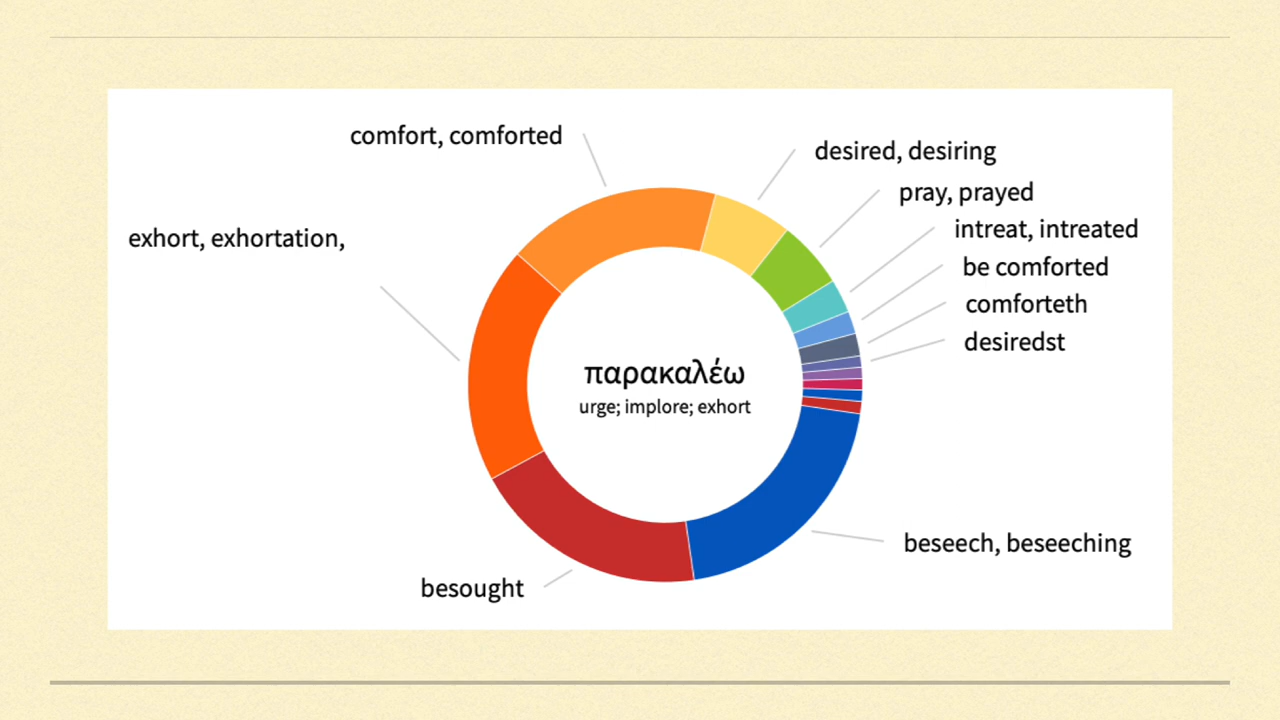 comfort, comforted
desired, desiring
pray, prayed
exhort, exhortation,
intreat, intreated
be comforted
comforteth
desiredst
παρακαλέω
urge; implore; exhort
beseech, beseeching
besought